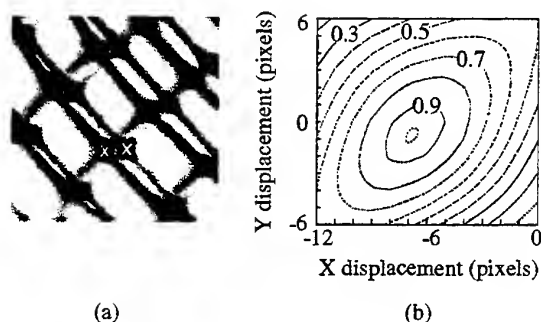 x X
Y displacement (pixels)
6
0
-6
0.3
0.5
0.7
0.9
-12
-6
0
X displacement (pixels)
(a)
(b)